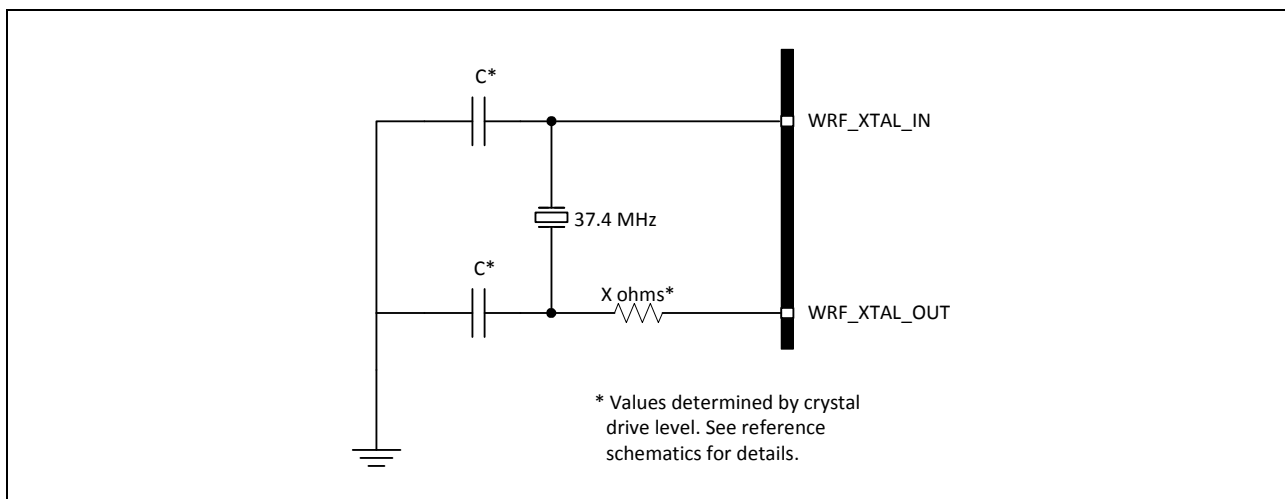 C*
WRF_XTAL_IN
37.4 MHz
C*
X ohms*
WRF_XTAL_OUT
* Values determined by crystal
drive level. See reference
schematics for details.